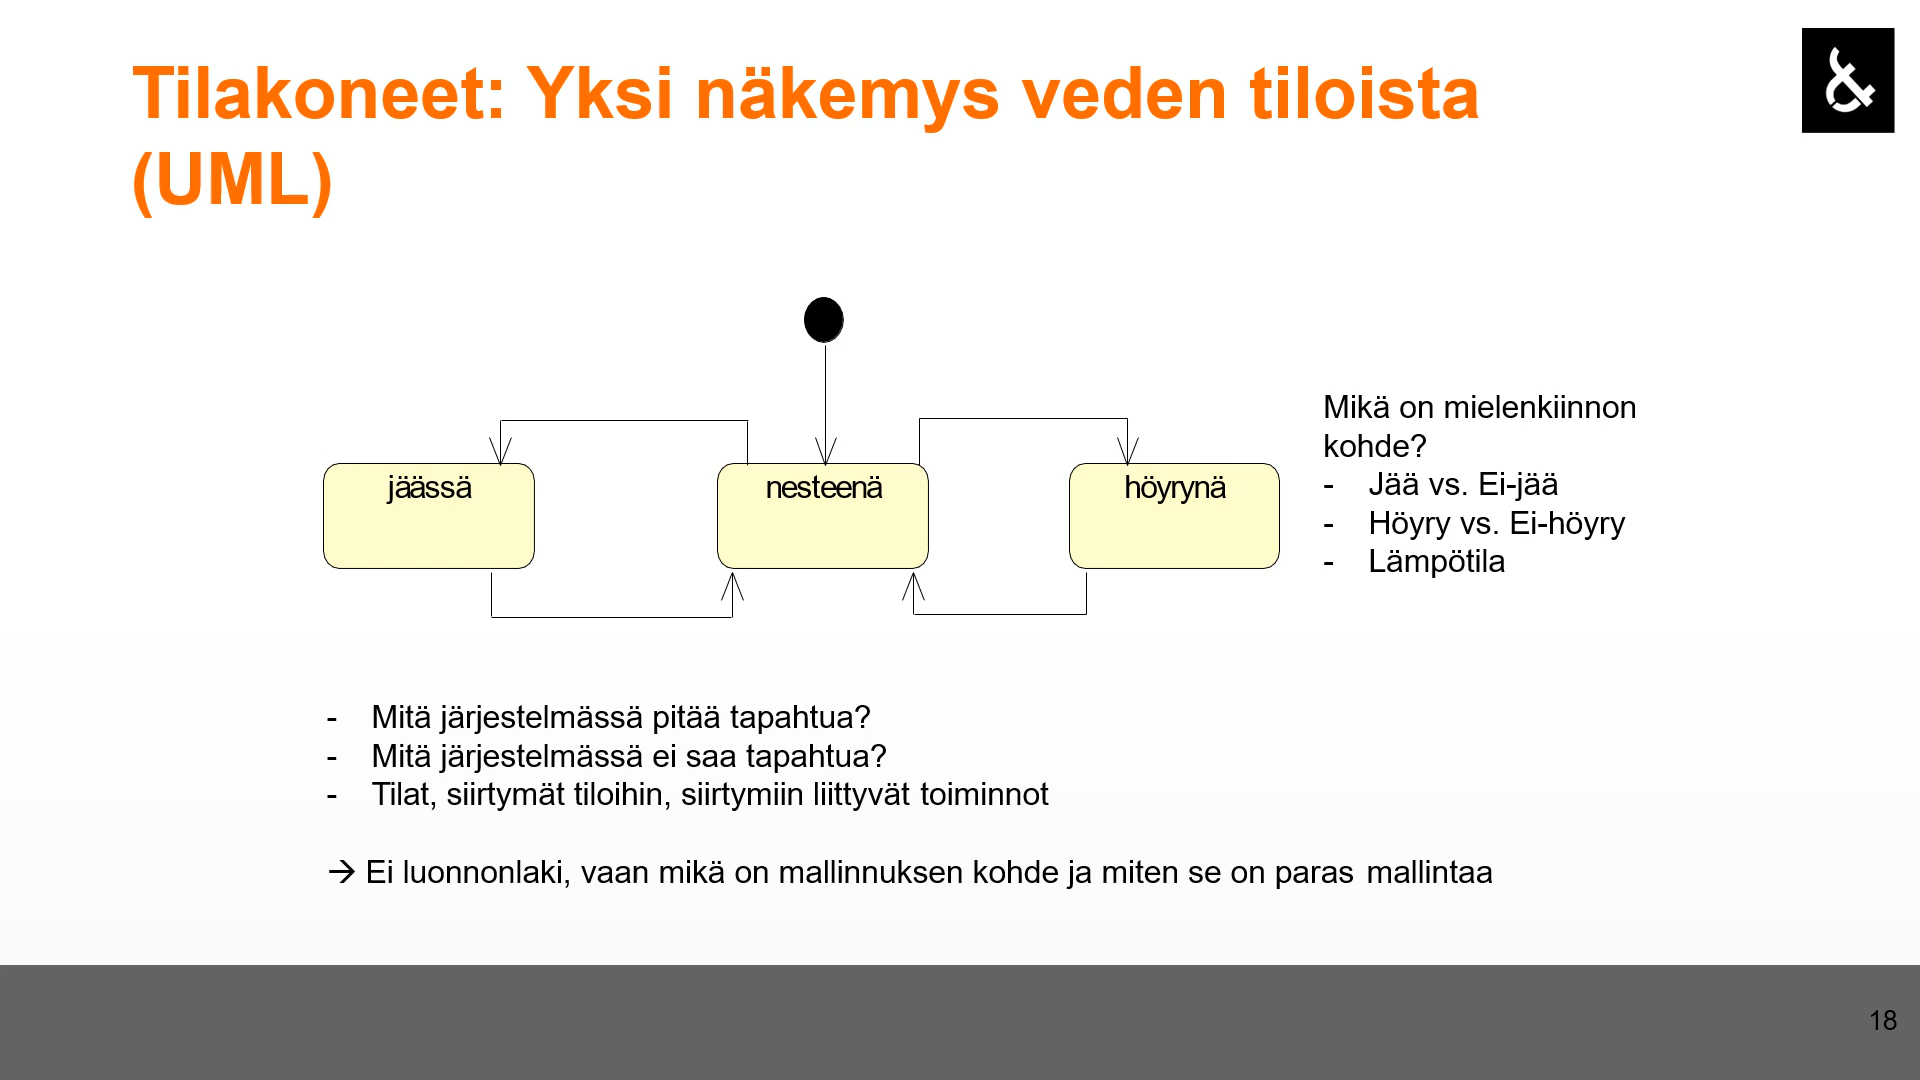 Tilakoneet: Yksi näkemys veden tiloista
(UML)
&
jäässä
nesteenä
höyrynä
Mikä on mielenkiinnon
kohde?
- Jää vs. Ei-jää
- Höyry vs. Ei-höyry
- Lämpötila
- Mitä järjestelmässä pitää tapahtua?
- Mitä järjestelmässä ei saa tapahtua?
- Tilat, siirtymät tiloihin, siirtymiin liittyvät toiminnot
→ Ei luonnonlaki, vaan mikä on mallinnuksen kohde ja miten se on paras mallintaa
18